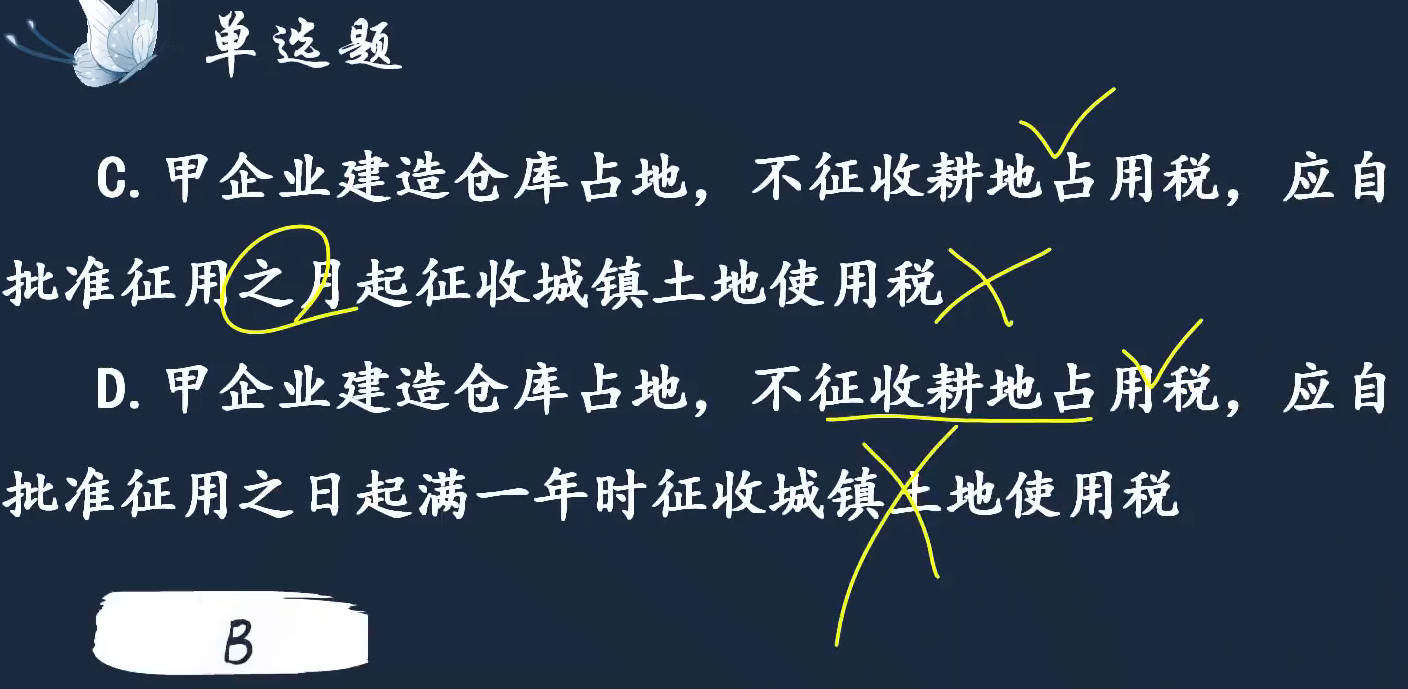 单选题
C.甲企业建造仓库占地，不征收耕地占用税，应自
批准征用之月起征收城镇土地使用税
D.甲企业建造仓库占地，不征收耕地占用税，应自
批准征用之日起满一年时征收城镇土地使用税
B